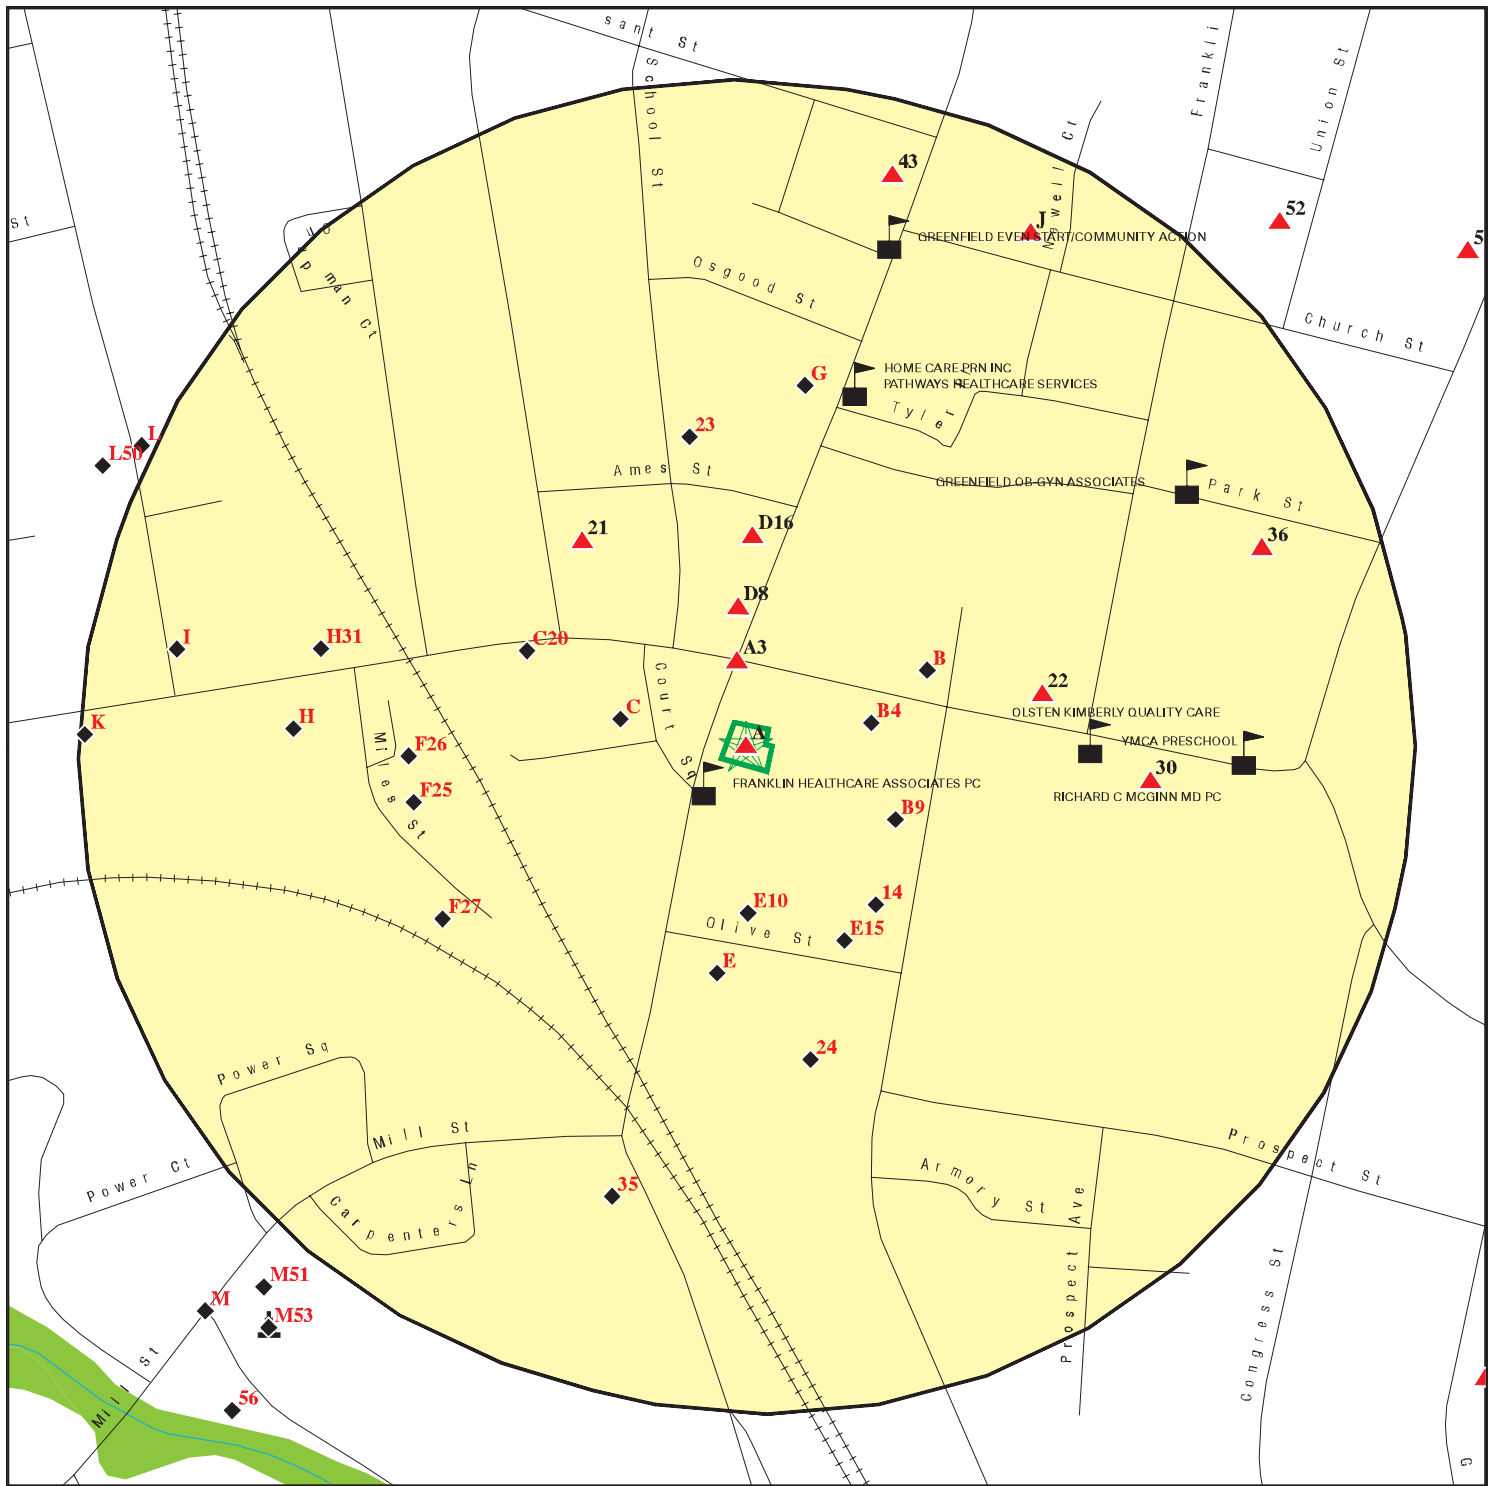 sant St
School St
Frankli
Union St
Newell Ct
43
J
52
5
St
GREENFIELD EVEN START/COMMUNITY ACTION
Osgood St
Church St
G
HOME CARE PRN INC
PATHWAYS HEALTHCARE SERVICES
Tyler
23
L
L50
Ames St
GREENFIELD OB-GYN ASSOCIATES
Park St
21
D16
36
D8
I
H31
C20
A3
B
Court Sq
22
K
H
C
B4
OLSTEN KIMBERLY QUALITY CARE
A
YMCA PRESCHOOL
Miles St
F26
30
FRANKLIN HEALTHCARE ASSOCIATES PC
F25
RICHARD C MCGINN MD PC
B9
E10
14
F27
Olive St
E15
E
24
Power Sq
Mill St
Prospect St
Power Ct
Armory St
35
Carpenters Ln
Prospect Ave
Congress St
M51
M
M53
Mill St
56
G